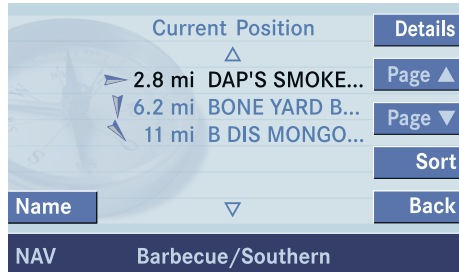 Current Position
Details
2.8 mi DAP'S SMOKE...
Page ▲
6.2 mi BONE YARD B...
Page ▼
11 mi B DIS MONGO...
Sort
Name
Back
NAV Barbecue/Southern